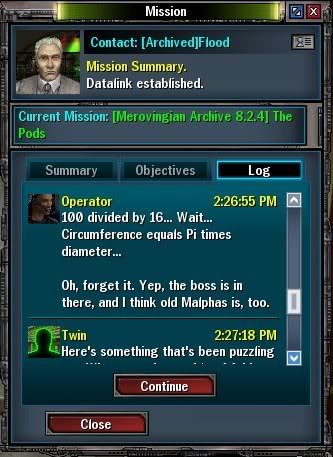 Mission
Contact: [Archived]Flood
Mission Summary.
Datalink established.
Current Mission: [Merovingian Archive 8.2.4] The
Pods
Summary
Objectives
Log
Operator 2:26:55 PM
100 divided by 16... Wait...
Circumference equals Pi times
diameter...
Oh, forget it. Yep, the boss is
in there, and I think old Malphas is, too.
Twin 2:27:18 PM
Here's something that's been puzzling
Continue
Close